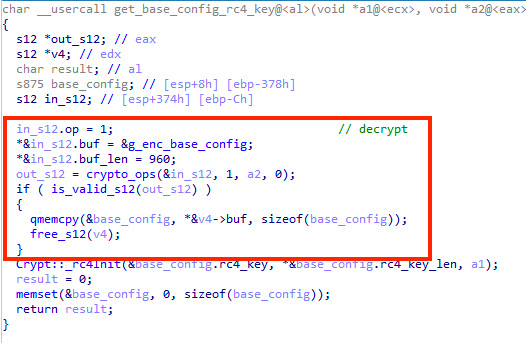 char __usercall get_base_config_rc4_key@<al>(void *a1@<ecx>, void *a2@<eax>
{
s12 *out_s12; // eax
s12 *v4; // edx
char result; // al
s875 base_config; // [esp+8h] [ebp-378h]
s12 in_s12; // [esp+374h] [ebp-Ch]
in_s12.op = 1; // decrypt
*&in_s12.buf = &g_enc_base_config;
*&in_s12.buf_len = 960;
out_s12 = crypto_ops(&in_s12, 1, a2, 0);
if ( is_valid_s12(out_s12) )
{
qmemcpy(&base_config, *&v4->buf, sizeof(base_config));
free_s12(v4);
}
Crypt::_rc4Init(&base_config.rc4_key, *&base_config.rc4_key_len, a1);
result = 0;
memset(&base_config, 0, sizeof(base_config));
return result;
}